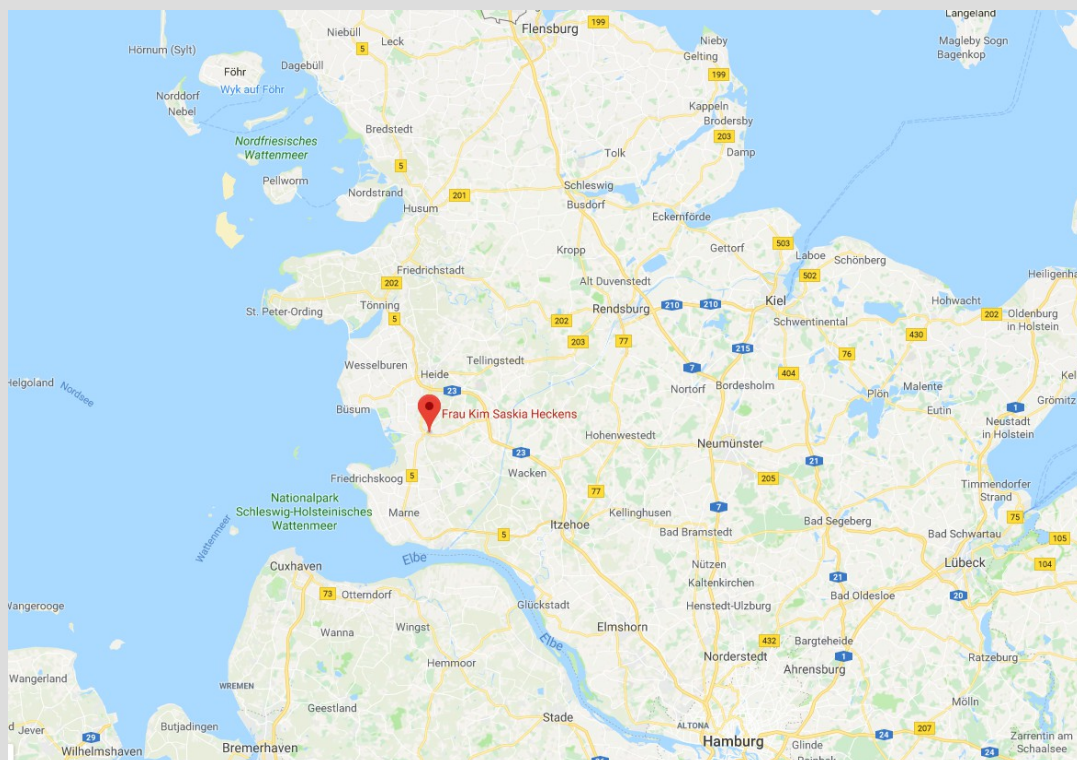 199
Langeland
Flensburg
Niebüll
Leck
Nieby
Magleby Sogn
Bagenkop
Hörnum (Sylt)
5
Gelting
Dagebüll
Föhr
199
Wyk auf Föhr
Norddorf
Nebel
Kappeln
Brodersby
Bredstedt
203
Nordfriesisches
Wattenmeer
Tolk
Damp
5
Pellworm
Nordstrand
201
Schleswig
Husum
Busdorf
Eckernförde
Kropp
Gettorf
503
Laboe
Schönberg
Friedrichstadt
502
Heiligenha
202
Alt Duvenstedt
Tönning
210
210
Kiel
Hohwacht
St. Peter-Ording
Rendsburg
202
Oldenburg
in Holstein
5
202
Schwentinental
430
203
77
215
76
Wesselburen
Tellingstedt
7
404
Heide
Kel
Helgoland
Nordsee
23
Nortorf
Bordesholm
Malente
Plön
Grömitz
Büsum
Eutin
1
Frau Kim Saskia Heckens
Neustadt
in Holstein
Hohenwestedt
Neumünster
23
21
Friedrichskoog
5
Wacken
205
Timmendorfer
Strand
77
Nationalpark
Schleswig-Holsteinisches
Wattenmeer
Marne
Kellinghusen
7
75
Itzehoe
Bad Segeberg
Wattenmeer
5
Bad Bramstedt
Bad Schwartau
105
Elbe
Lübeck
104
Cuxhaven
Nützen
21
Kaltenkirchen
73
Otterndorf
Bad Oldesloe
20
Wangerooge
Glückstadt
Henstedt-Ulzburg
Wanna
Wingst
Elmshorn
432
Bargteheide
Elbe
Norderstedt
1
Ratzeburg
Hemmoor
Ahrensburg
Wangerland
WREMEN
Mölln
Geestland
Stade
Jever
29
Butjadingen
ALTONA
207
Hamburg
24
Zarrentin am
Schaalsee
Wilhelmshaven
Bremerhaven
Glinde
24